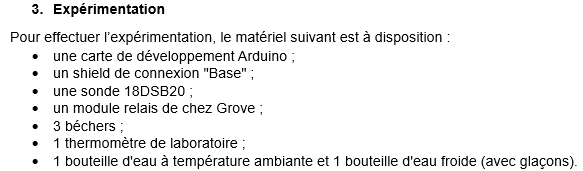 3. Expérimentation
Pour effectuer l'expérimentation, le matériel suivant est à disposition :
• une carte de développement Arduino ;
• un shield de connexion "Base" ;
• une sonde 18DSB20 ;
• un module relais de chez Grove ;
• 3 béchers ;
• 1 thermomètre de laboratoire ;
• 1 bouteille d'eau à température ambiante et 1 bouteille d'eau froide (avec glaçons).